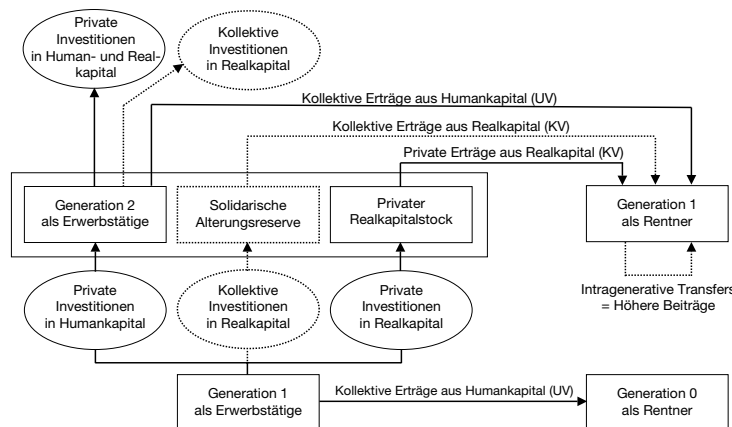 Private
Investitionen
in Human- und Real-
kapital
Kollektive
Investitionen
in Realkapital
Kollektive Erträge aus Humankapital (UV)
Kollektive Erträge aus Realkapital (KV)
Private Erträge aus Realkapital (KV)
Generation 2
als Erwerbstätige
Solidarische
Alterungsreserve
Privater
Realkapitalstock
Generation 1
als Rentner
Private
Investitionen
in Humankapital
Kollektive
Investitionen
in Realkapital
Private
Investitionen
in Realkapital
Intragenerative Transfers
= Höhere Beiträge
Generation 1
als Erwerbstätige
Kollektive Erträge aus Humankapital (UV)
Generation 0
als Rentner